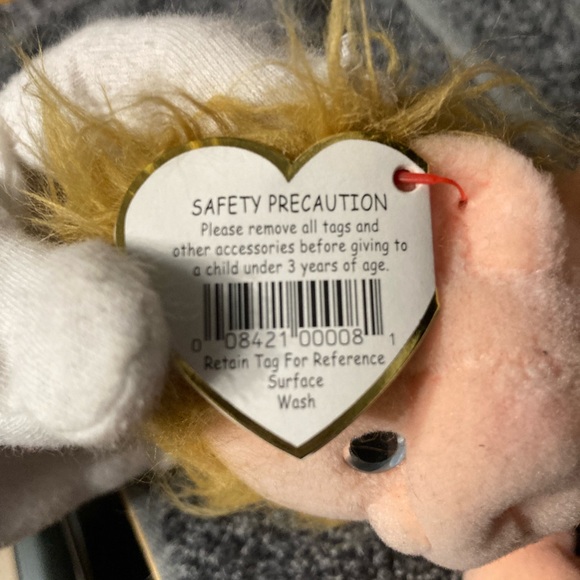 SAFETY PRECAUTION
Please remove all tags and
other accessories before giving to
a child under 3 years of age.
0 08421 00008 1
Retain Tag For Reference
Surface
Wash